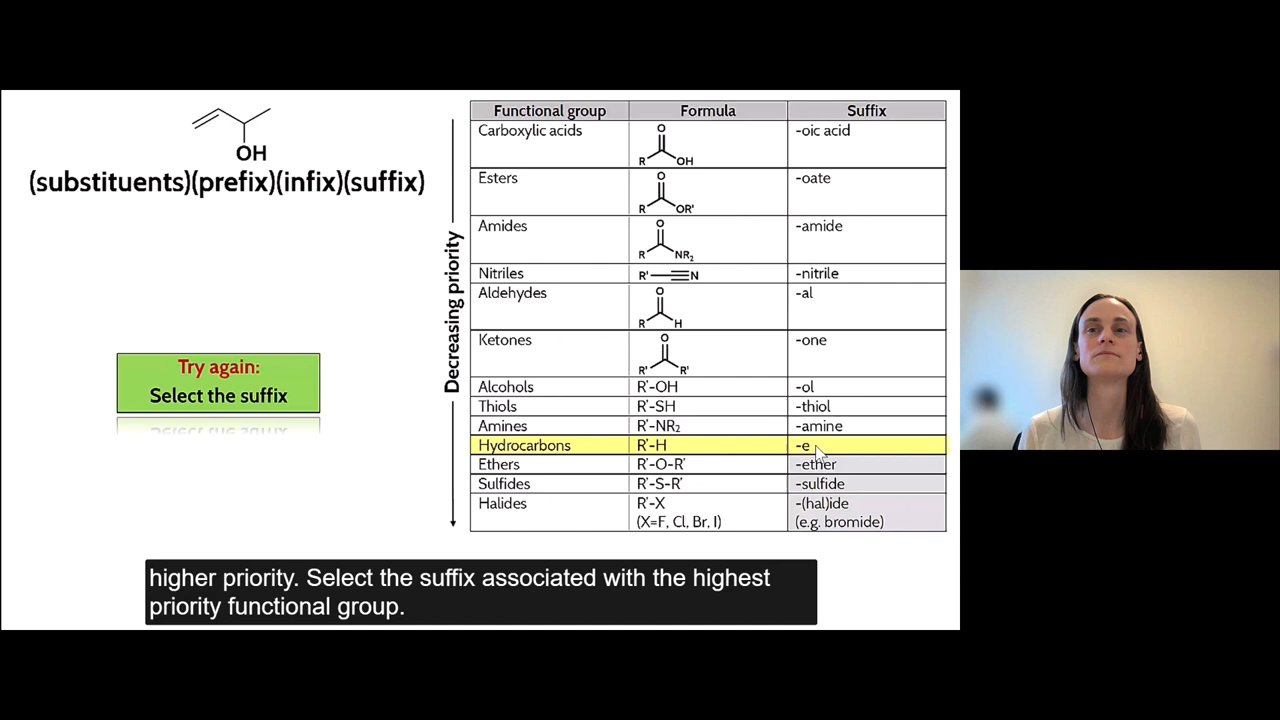 OH
(substituents)(prefix)(infix)(suffix)
Try again:
Select the suffix
Decreasing priority
Functional group Formula Suffix
Carboxylic acids O R OH -oic acid
Esters O R OR' -oate
Amides O R NR₂ -amide
Nitriles R' N -nitrile
Aldehydes O R H -al
Ketones O R' R' -one
Alcohols R'-OH -ol
Thiols R'-SH -thiol
Amines R'-NR₂ -amine
Hydrocarbons R'-H -e
Ethers R'-O-R' -ether
Sulfides R'-S-R' -sulfide
Halides R'-X -(hal)ide
(X=F, Cl, Br, I) (e.g. bromide)
higher priority. Select the suffix associated with the highest
priority functional group.